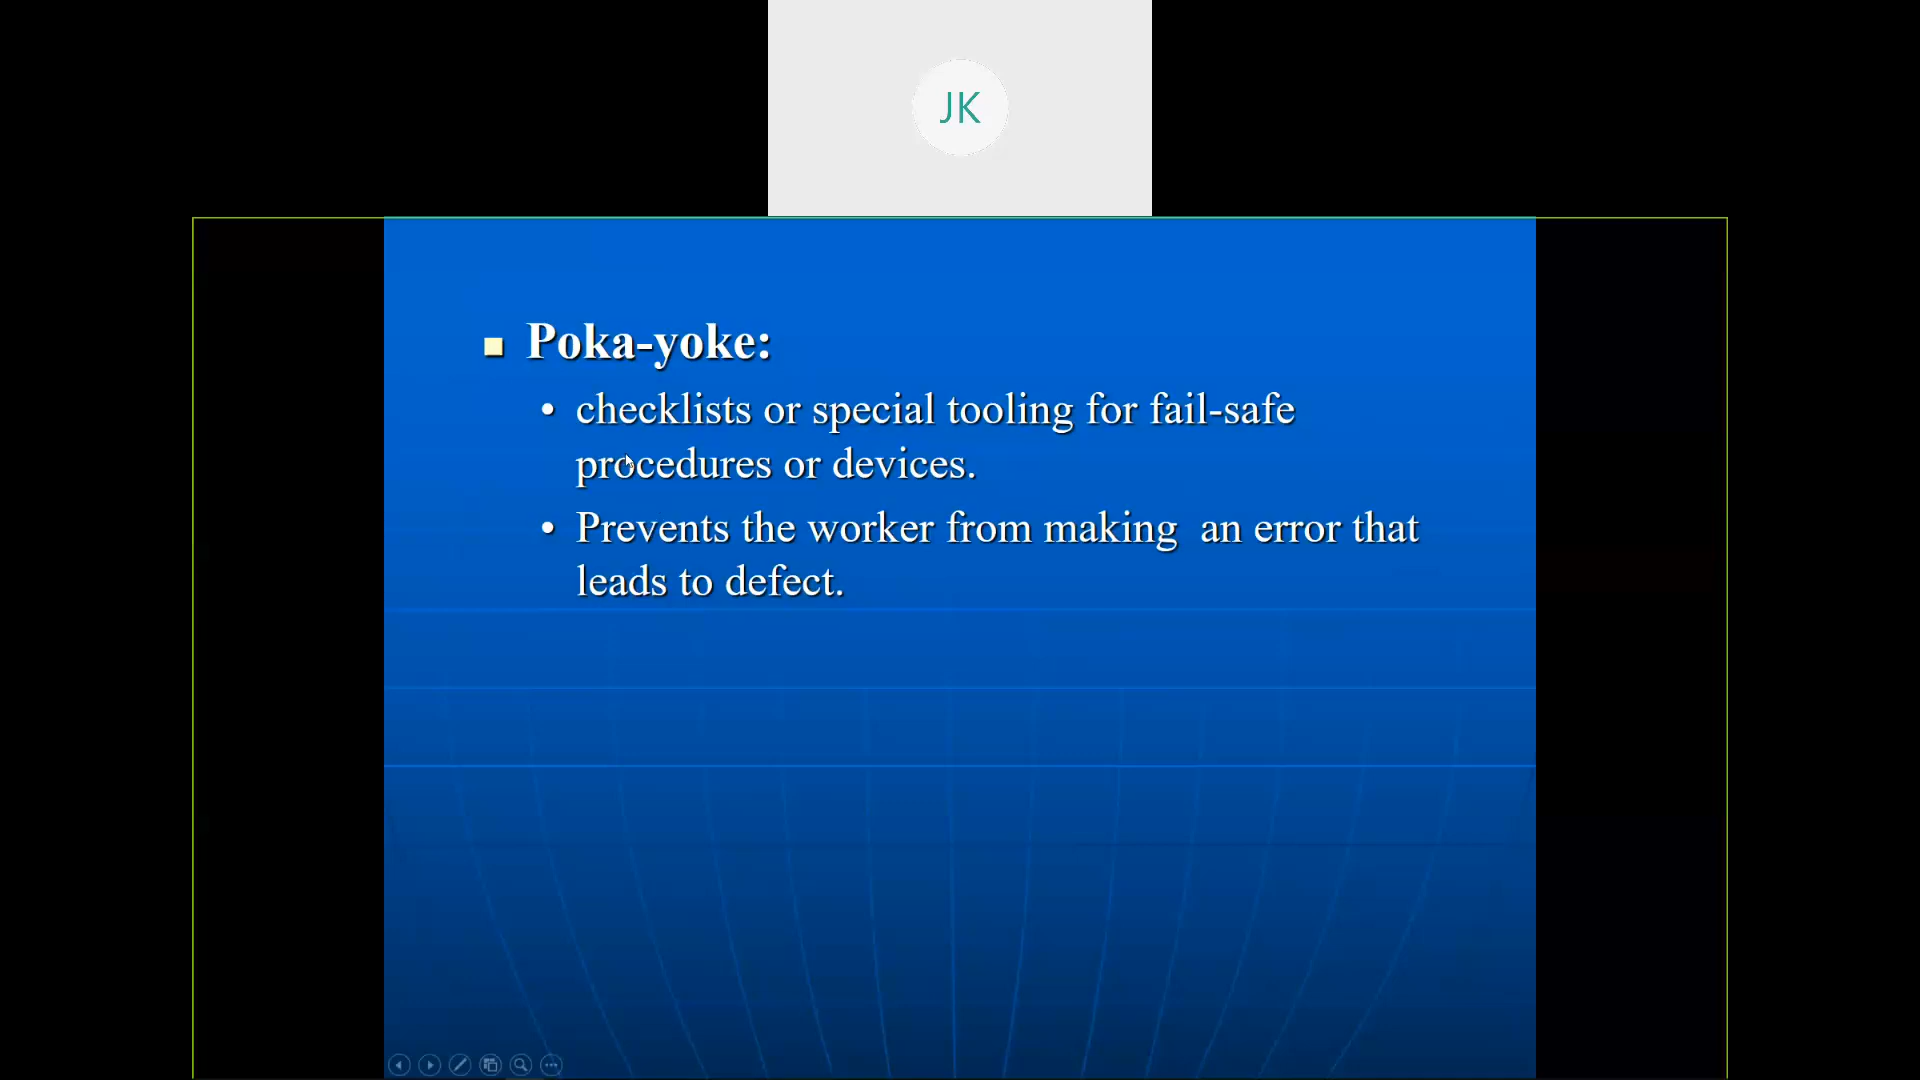 JK
Poka-yoke:
checklists or special tooling for fail-safe
procedures or devices.
Prevents the worker from making  an error that
leads to defect.